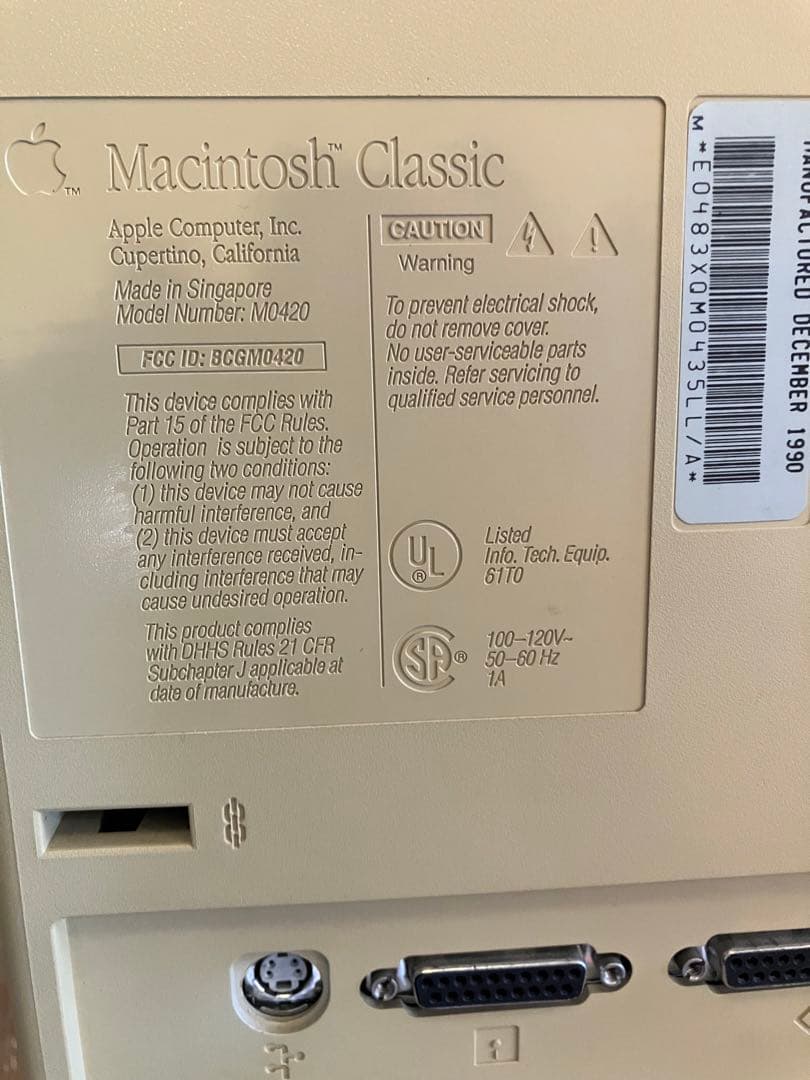 Macintosh™ Classic
Apple Computer, Inc.
Cupertino, California
Made in Singapore
Model Number: M0420
FCC ID: BCGM0420
This device complies with
Part 15 of the FCC Rules.
Operation is subject to the
following two conditions:
(1) this device may not cause
harmful interference, and
(2) this device must accept
any interference received, in-
cluding interference that may
cause undesired operation.
This product complies
with DHHS Rules 21 CFR
Subchapter J applicable at
date of manufacture.
CAUTION
Warning
To prevent electrical shock,
do not remove cover.
No user-serviceable parts
inside. Refer servicing to
qualified service personnel.
UL®
Listed
Info. Tech. Equip.
61T0
SA®
100–120V~
50–60 Hz
1A
M*E0483X0M0435LL/A*
MANUFACTURED DECEMBER 1990